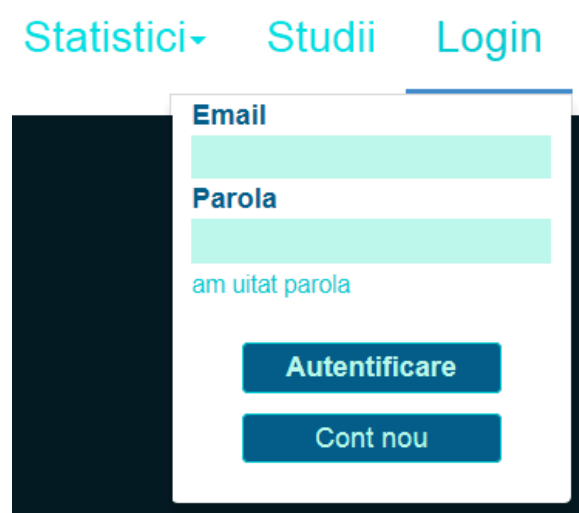 Statistici Studii Login
Email
Parola
am uitat parola
Autentificare
Cont nou